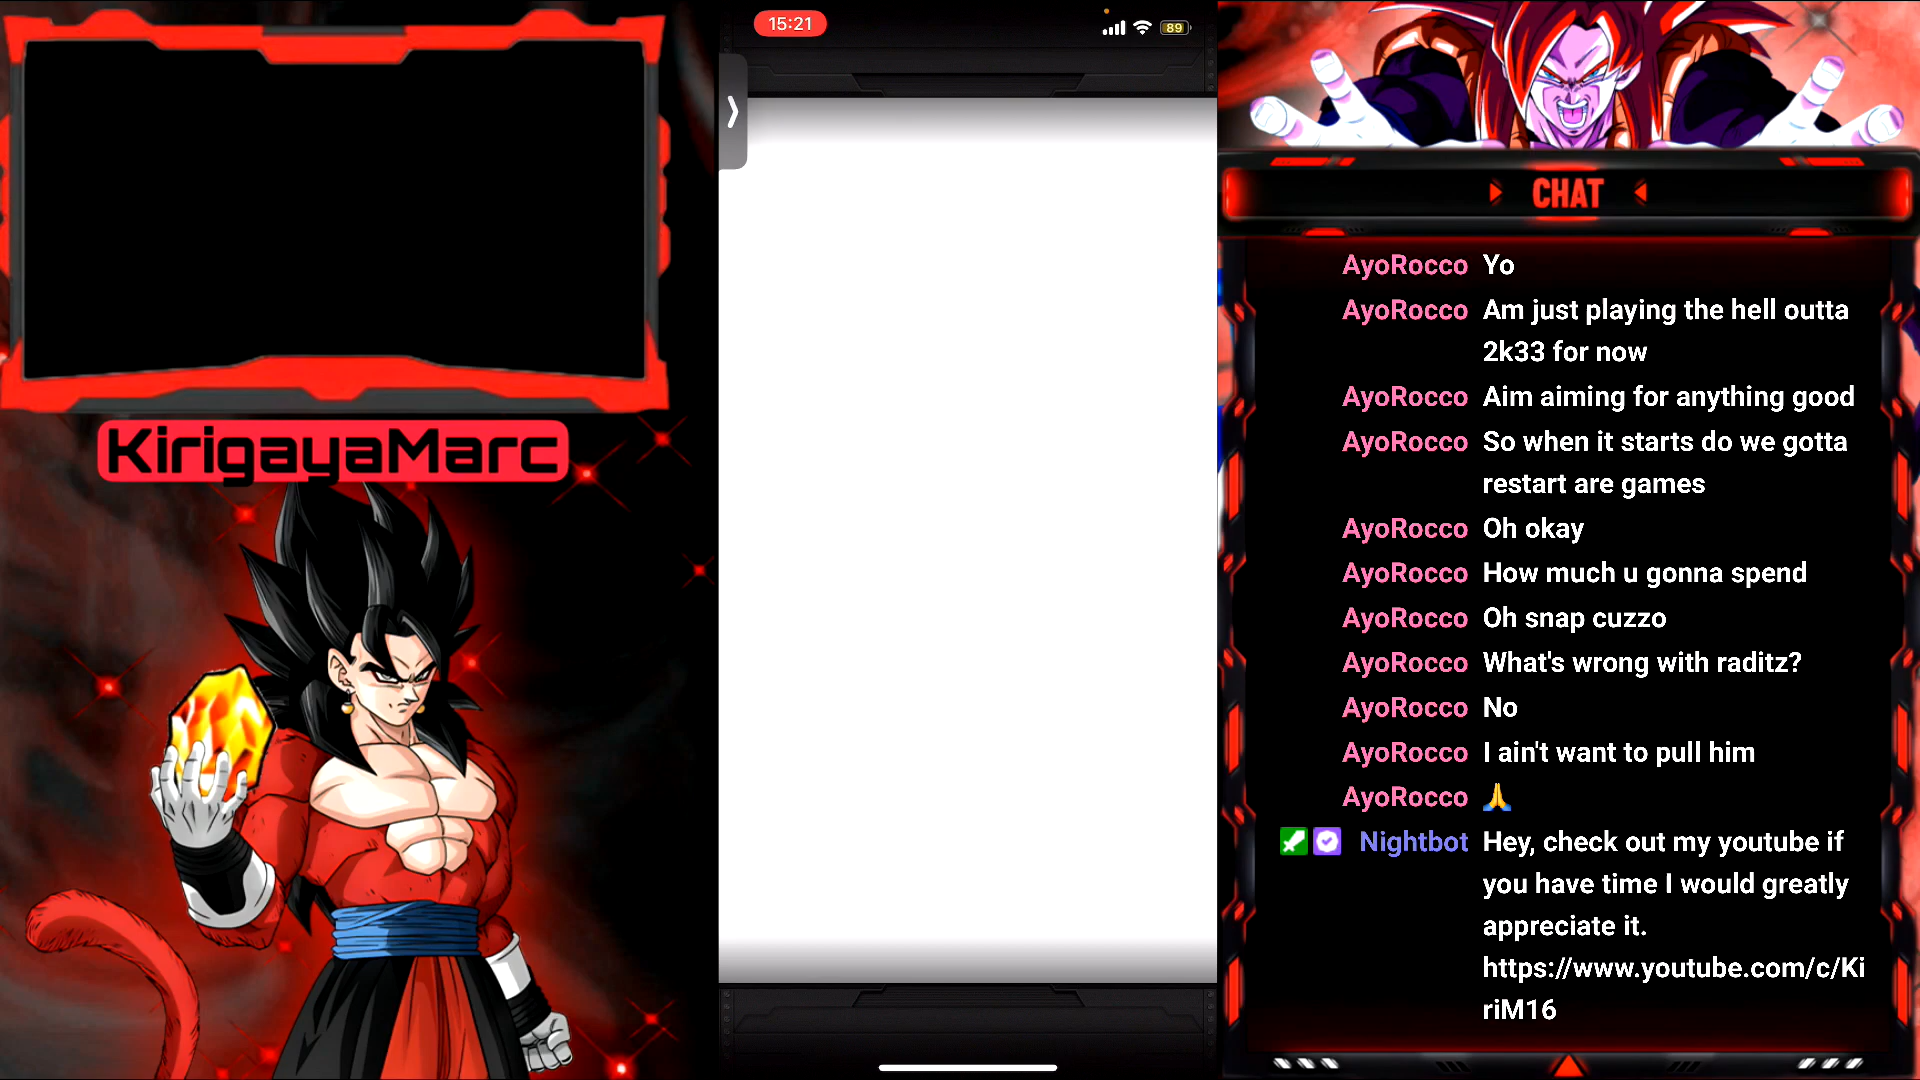 15:21
89
KirigayaMarc
CHAT
AyoRocco Yo
AyoRocco Am just playing the hell outta
2k33 for now
AyoRocco Aim aiming for anything good
AyoRocco So when it starts do we gotta
restart are games
AyoRocco Oh okay
AyoRocco How much u gonna spend
AyoRocco Oh snap cuzzo
AyoRocco What's wrong with raditz?
AyoRocco No
AyoRocco I ain't want to pull him
AyoRocco 🙏
Nightbot Hey, check out my youtube if
you have time I would greatly
appreciate it.
https://www.youtube.com/c/Ki
riM16